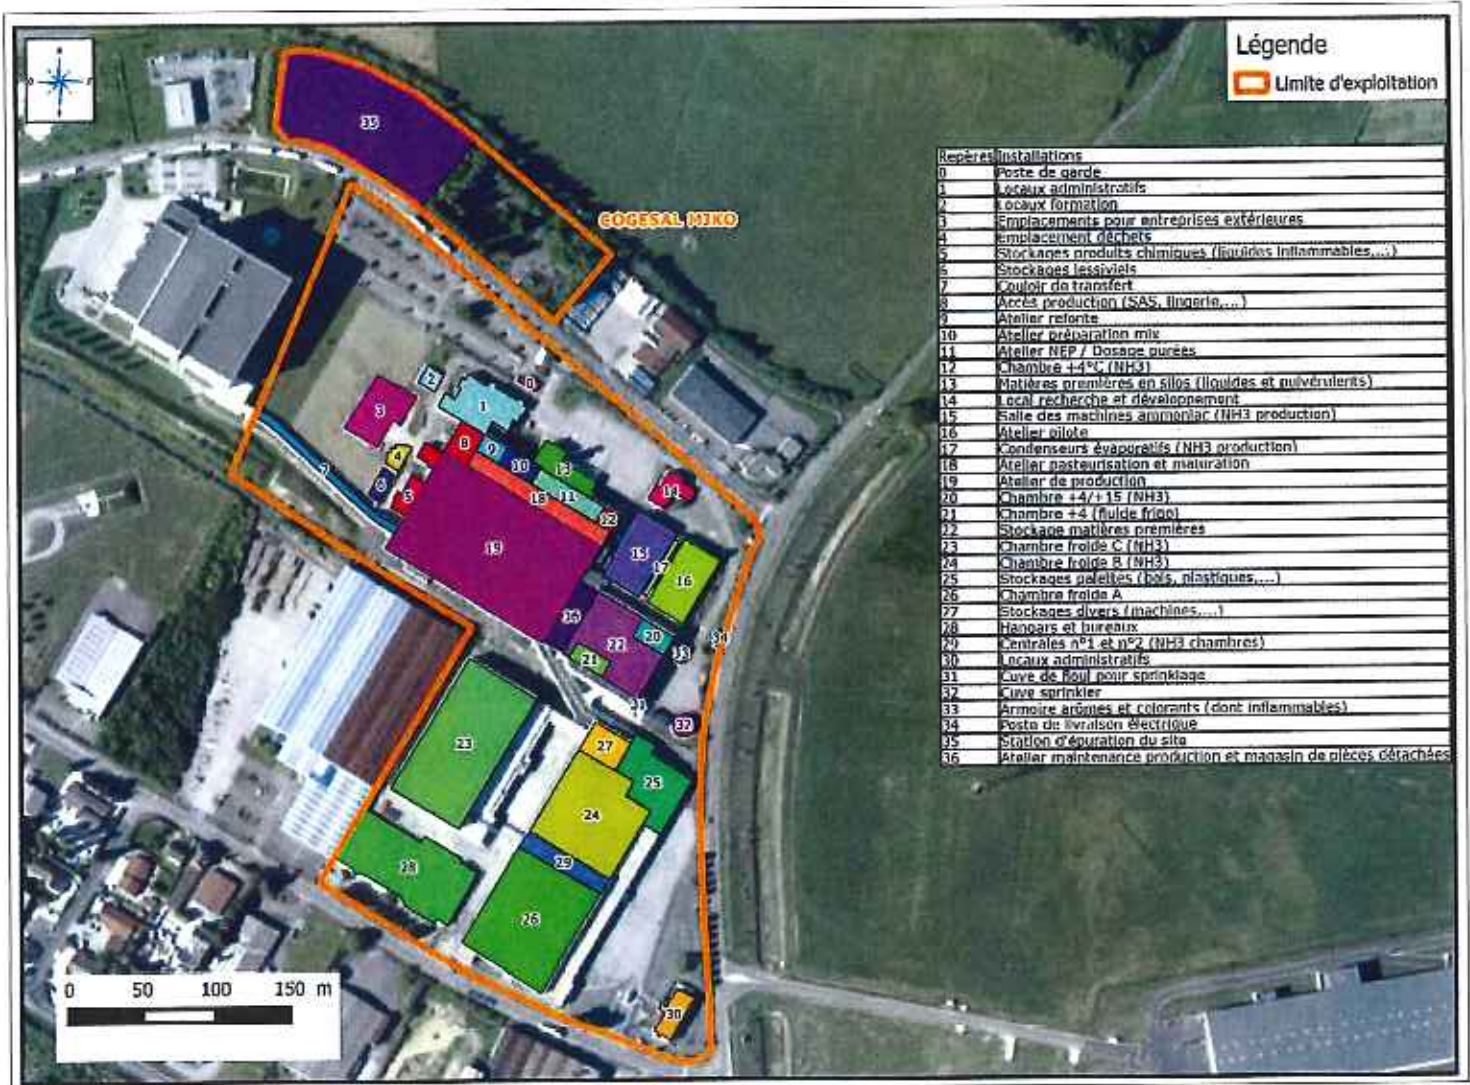 Légende
Limite d'exploitation
COGESAL MIKO
Repères Installations
0 Poste de garde
1 Locaux administratifs
2 Locaux formation
3 Emplacements pour entreprises extérieures
4 Emplacement déchets
5 Stockages produits chimiques (liquides inflammables,...)
6 Stockages lessiviels
7 Couloir de transfert
8 Accès production (SAS, lingerie,...)
9 Atelier refonte
10 Atelier préparation mix
11 Atelier NEP / Dosage purées
12 Chambre +4°C (NH3)
13 Matières premières en silos (liquides et pulvérulents)
14 Local recherche et développement
15 Salle des machines ammoniac (NH3 production)
16 Atelier pilote
17 Condenseurs évaporatifs (NH3 production)
18 Atelier pasteurisation et maturation
19 Atelier de production
20 Chambre +4/+15 (NH3)
21 Chambre +4 (fluide frigo)
22 Stockage matières premières
23 Chambre froide C (NH3)
24 Chambre froide B (NH3)
25 Stockages palettes (bois, plastiques,...)
26 Chambre froide A
27 Stockages divers (machines,...)
28 Hangars et bureaux
29 Centrales n°1 et n°2 (NH3 chambres)
30 Locaux administratifs
31 Cuve de fioul pour sprinklage
32 Cuve sprinkler
33 Armoire arômes et colorants (dont inflammables)
34 Poste de livraison électrique
35 Station d'épuration du site
36 Atelier maintenance production et magasin de pièces détachées
35
0
2
1
3
8
9
4
10
13
7
6
5
18
11
14
12
19
15
17
16
36
22
20
34
33
21
31
32
27
23
25
24
29
28
26
30
0 50 100 150 m